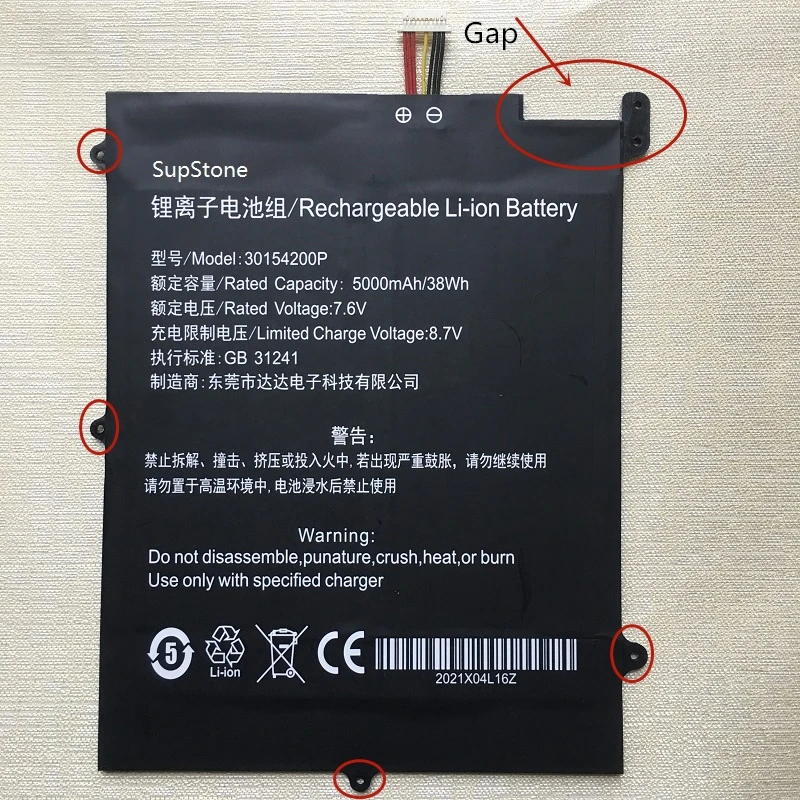 Gap
⊕ ⊖
SupStone
锂离子电池组/Rechargeable Li-ion Battery
型号/Model:30154200P
额定容量/Rated Capacity: 5000mAh/38Wh
额定电压/Rated Voltage:7.6V
充电限制电压/Limited Charge Voltage:8.7V
执行标准:GB 31241
制造商:东莞市达达电子科技有限公司
警告:
禁止拆解、撞击、挤压或投入火中,若出现严重鼓胀，请勿继续使用
请勿置于高温环境中,电池浸水后禁止使用
Warning:
Do not disassemble,punature,crush,heat,or burn
Use only with specified charger
5
Li-ion
CE
2021X04L16Z